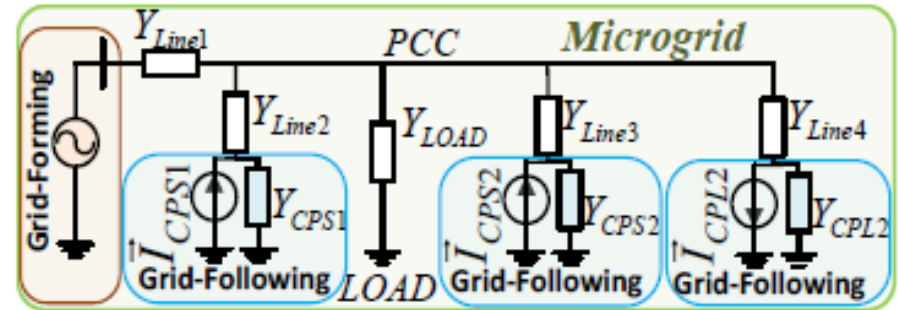 Y_Line1
PCC
Microgrid
Grid-Forming
Y_Line2
Y_LOAD
Y_Line3
Y_Line4
I_CPS1
Y_CPS1
I_CPS2
Y_CPS2
I_CPL2
Y_CPL2
Grid-Following
LOAD
Grid-Following
Grid-Following